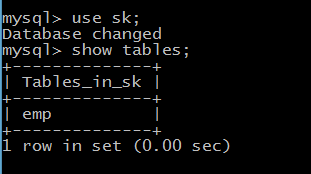 mysql> use sk;
Database changed
mysql> show tables;
+--------------+
| Tables_in_sk |
+--------------+
| emp          |
+--------------+
1 row in set (0.00 sec)